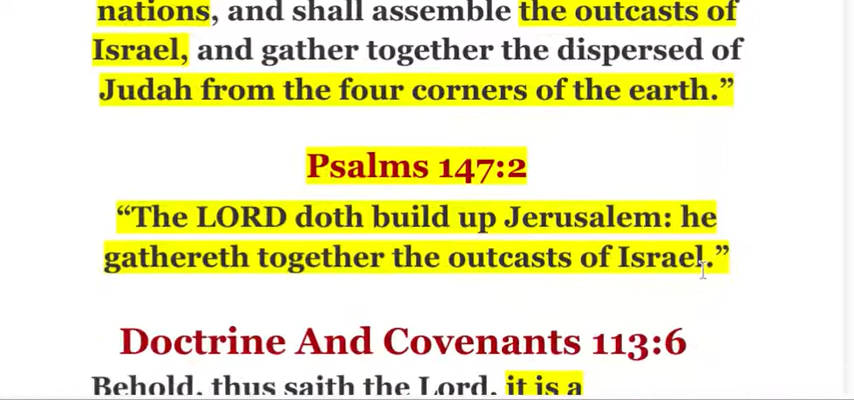 nations, and shall assemble the outcasts of
Israel, and gather together the dispersed of
Judah from the four corners of the earth.”
Psalms 147:2
“The LORD doth build up Jerusalem: he
gathereth together the outcasts of Israel.”
Doctrine And Covenants 113:6
Behold, thus saith the Lord, it is a